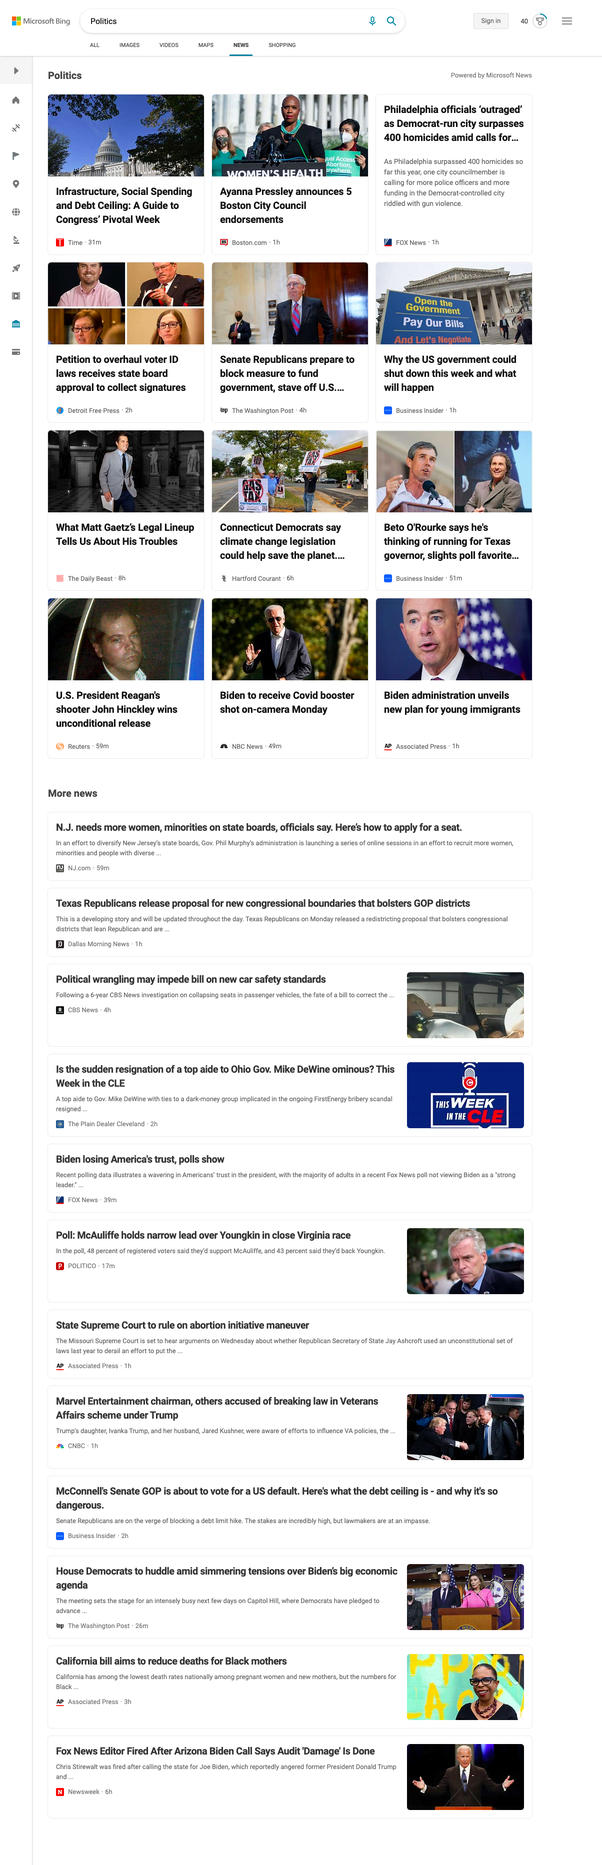 Microsoft Bing
Politics
Sign in
40
ALL
IMAGES
VIDEOS
MAPS
NEWS
SHOPPING
Politics
Powered by Microsoft News
Infrastructure, Social Spending
and Debt Ceiling: A Guide to
Congress' Pivotal Week
Time · 31m
WOMEN'S HEALTH
Ayanna Pressley announces 5
Boston City Council
endorsements
Boston.com · 1h
Philadelphia officials 'outraged'
as Democrat-run city surpasses
400 homicides amid calls for...
As Philadelphia surpassed 400 homicides so
far this year, one city councilmember is
calling for more police officers and more
funding in the Democrat-controlled city
riddled with gun violence.
FOX News · 1h
Petition to overhaul voter ID
laws receives state board
approval to collect signatures
Detroit Free Press · 2h
Senate Republicans prepare to
block measure to fund
government, stave off U.S....
The Washington Post · 4h
Open the
Government
Pay Our Bills
And Let's Negotiate
Why the US government could
shut down this week and what
will happen
Business Insider · 1h
What Matt Gaetz's Legal Lineup
Tells Us About His Troubles
The Daily Beast · 8h
GAS
TAX
GAS
TAX
Connecticut Democrats say
climate change legislation
could help save the planet....
Hartford Courant · 6h
Beto O'Rourke says he's
thinking of running for Texas
governor, slights poll favorite...
Business Insider · 51m
U.S. President Reagan's
shooter John Hinckley wins
unconditional release
Reuters · 59m
Biden to receive Covid booster
shot on-camera Monday
NBC News · 49m
Biden administration unveils
new plan for young immigrants
AP Associated Press · 1h
More news
N.J. needs more women, minorities on state boards, officials say. Here's how to apply for a seat.
In an effort to diversify New Jersey's state boards, Gov. Phil Murphy's administration is launching a series of online sessions in an effort to recruit more women,
minorities and people with diverse ...
NJ.com · 59m
Texas Republicans release proposal for new congressional boundaries that bolsters GOP districts
This is a developing story and will be updated throughout the day. Texas Republicans on Monday released a redistricting proposal that bolsters congressional
districts that lean Republican and are ...
Dallas Morning News · 1h
Political wrangling may impede bill on new car safety standards
Following a 6-year CBS News investigation on collapsing seats in passenger vehicles, the fate of a bill to correct the ...
CBS News · 4h
Is the sudden resignation of a top aide to Ohio Gov. Mike DeWine ominous? This
Week in the CLE
A top aide to Gov. Mike DeWine with ties to a dark-money group implicated in the ongoing FirstEnergy bribery scandal
resigned ...
The Plain Dealer Cleveland · 2h
THIS WEEK
IN THE CLE
Biden losing America's trust, polls show
Recent polling data illustrates a wavering in Americans' trust in the president, with the majority of adults in a recent Fox News poll not viewing Biden as a "strong
leader." ...
FOX News · 39m
Poll: McAuliffe holds narrow lead over Youngkin in close Virginia race
In the poll, 48 percent of registered voters said they'd support McAuliffe, and 43 percent said they'd back Youngkin.
P POLITICO · 17m
State Supreme Court to rule on abortion initiative maneuver
The Missouri Supreme Court is set to hear arguments on Wednesday about whether Republican Secretary of State Jay Ashcroft used an unconstitutional set of
laws last year to derail an effort to put the ...
AP Associated Press · 1h
Marvel Entertainment chairman, others accused of breaking law in Veterans
Affairs scheme under Trump
Trump's daughter, Ivanka Trump, and her husband, Jared Kushner, were aware of efforts to influence VA policies, the ...
CNBC · 1h
McConnell's Senate GOP is about to vote for a US default. Here's what the debt ceiling is - and why it's so
dangerous.
Senate Republicans are on the verge of blocking a debt limit hike. The stakes are incredibly high, but lawmakers are at an impasse.
Business Insider · 2h
House Democrats to huddle amid simmering tensions over Biden's big economic
agenda
The meeting sets the stage for an intensely busy next few days on Capitol Hill, where Democrats have pledged to
advance ...
The Washington Post · 26m
California bill aims to reduce deaths for Black mothers
California has among the lowest death rates nationally among pregnant women and new mothers, but the numbers for
Black ...
AP Associated Press · 3h
Fox News Editor Fired After Arizona Biden Call Says Audit 'Damage' Is Done
Chris Stirewalt was fired after calling the state for Joe Biden, which reportedly angered former President Donald Trump
and ...
N Newsweek · 6h